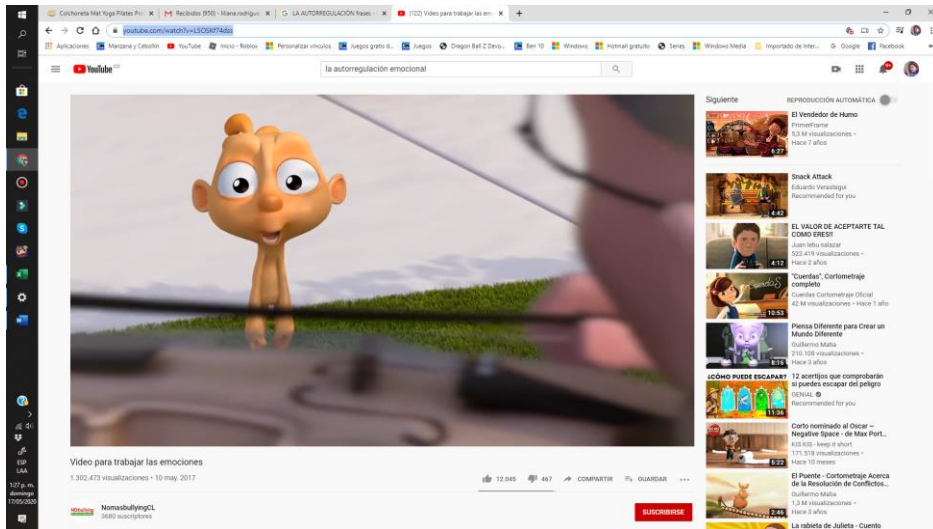 Colchoneta Mat Yoga Pilates Pro
Recibidos (950) - liliana.rodrigue
LA AUTORREGULACIÓN frases -
(122) Video para trabajar las em
youtube.com/watch?v=LSOSKf74dss
Aplicaciones
Manzana y Cebollín
YouTube
Inicio - Roblox
Personalizar vínculos
Juegos gratis d...
Juegos
Dragon Ball Z Devo...
Ben 10
Windows
Hotmail gratuito
Series
Windows Media
Importado de Inter...
Google
Facebook
YouTube
la autorregulación emocional
Siguiente
REPRODUCCIÓN AUTOMÁTICA
El Vendedor de Humo
PrimerFrame
5,3 M visualizaciones •
Hace 7 años
6:27
Snack Attack
Eduardo Verastegui
Recommended for you
4:42
EL VALOR DE ACEPTARTE TAL
COMO ERES!!
Juan lebu salazar
523.419 visualizaciones •
Hace 2 años
4:12
"Cuerdas", Cortometraje
completo
Cuerdas Cortometraje Oficial
42 M visualizaciones • Hace 1 año
10:53
Piensa Diferente para Crear un
Mundo Diferente
Guillermo Matia
210.108 visualizaciones •
Hace 3 años
8:16
¿CÓMO PUEDE ESCAPAR?
12 acertijos que comprobarán
si puedes escapar del peligro
GENIAL
Recommended for you
11:36
Corto nominado al Oscar ~
Negative Space - de Max Port...
KIS KIS - keep it short
171.518 visualizaciones •
Hace 10 meses
5:22
El Puente - Cortometraje Acerca
de la Resolución de Conflictos...
Guillermo Matia
1,3 M visualizaciones •
Hace 3 años
2:46
La rabieta de Julieta - Cuento
Video para trabajar las emociones
1.302.473 visualizaciones • 10 may. 2017
12.045
467
COMPARTIR
GUARDAR
NomasbullyingCL
3680 suscriptores
SUSCRIBIRSE
ESP
LAA
1:27 p. m.
domingo
17/05/2020